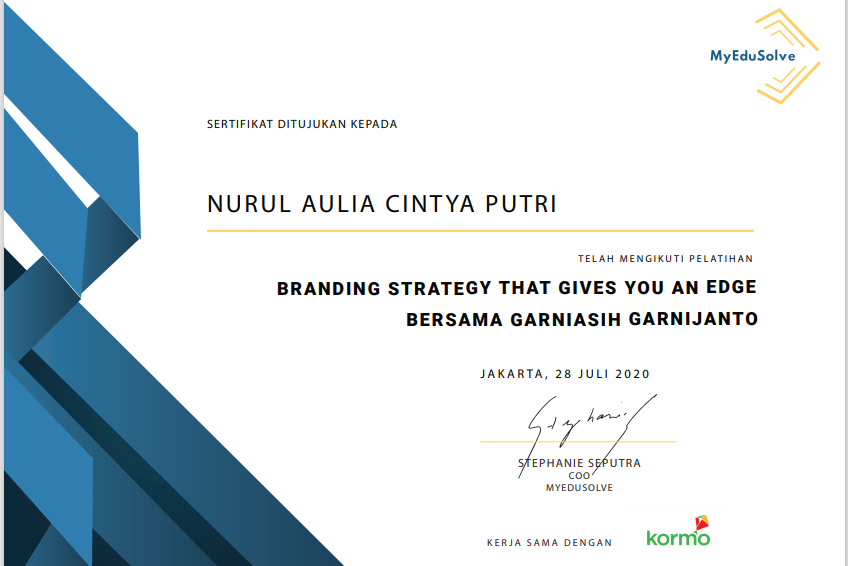 MyEduSolve
SERTIFIKAT DITUJUKAN KEPADA
NURUL AULIA CINTYA PUTRI
TELAH MENGIKUTI PELATIHAN
BRANDING STRATEGY THAT GIVES YOU AN EDGE
BERSAMA GARNIASIH GARNIJANTO
JAKARTA, 28 JULI 2020
Stephanie
STEPHANIE SEPUTRA
COO
MYEDUSOLVE
KERJA SAMA DENGAN
kormo